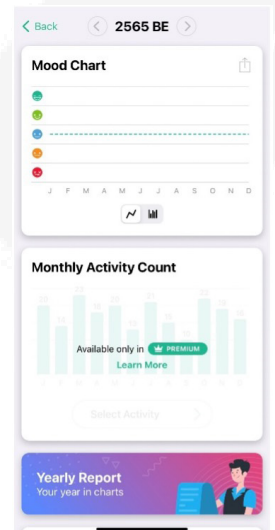 Back
2565 BE
Mood Chart
J F M A M J J A S O N D
Monthly Activity Count
Available only in PREMIUM
Learn More
Select Activity
Yearly Report
Your year in charts